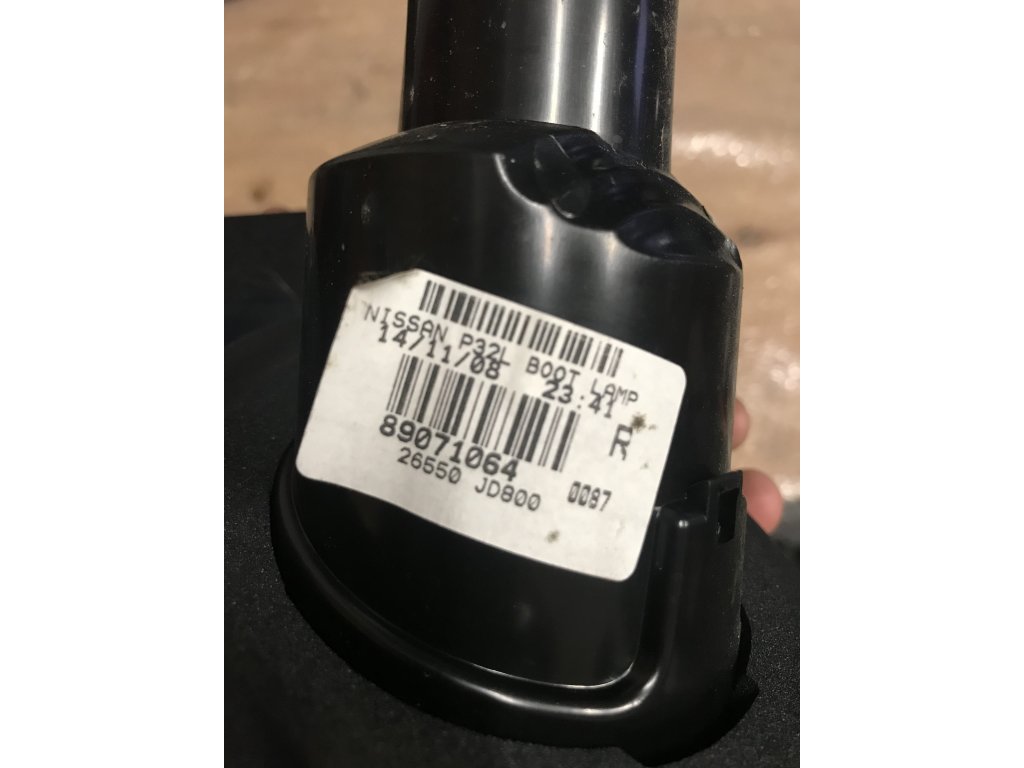 NISSAN P32L BOOT LAMP
14/11/08 23:41
R
89071064
26550 JD800 0087